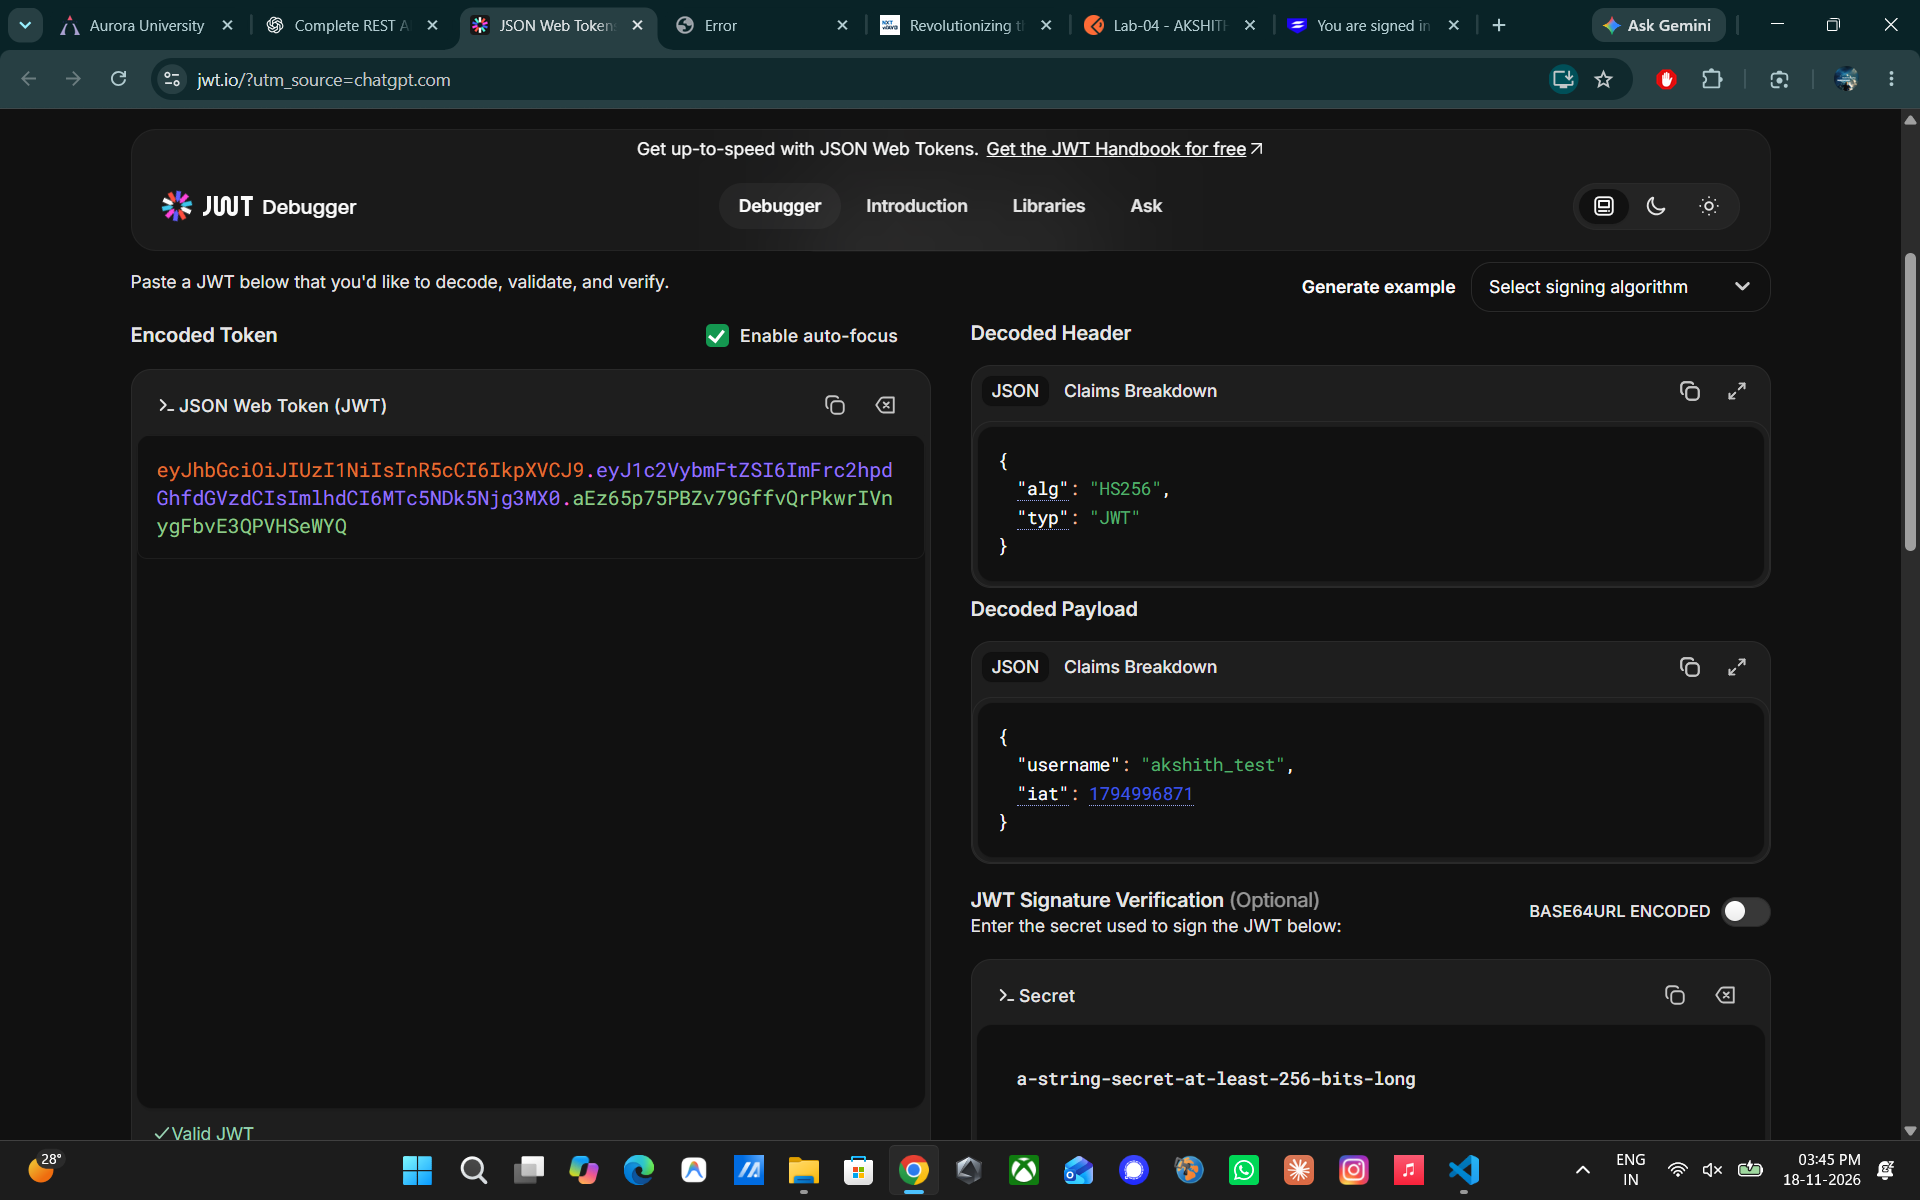 Aurora University
Complete REST A
JSON Web Token
Error
Revolutionizing t
Lab-04 - AKSHITH
You are signed in
Ask Gemini
jwt.io/?utm_source=chatgpt.com
Get up-to-speed with JSON Web Tokens. Get the JWT Handbook for free
JWT Debugger
Debugger
Introduction
Libraries
Ask
Paste a JWT below that you'd like to decode, validate, and verify.
Generate example
Select signing algorithm
Encoded Token
Enable auto-focus
JSON Web Token (JWT)
eyJhbGciOiJIUzI1NiIsInR5cCI6IkpXVCJ9.eyJ1c2VybmFtZSI6ImFrc2hpd
GhfdGVzdCIsImlhdCI6MTc5NDk5Njg3MX0.aEz65p75PBZv79GffvQrPkwrIVn
ygFbvE3QPVHSeWYQ
Valid JWT
Decoded Header
JSON
Claims Breakdown
{
"alg": "HS256",
"typ": "JWT"
}
Decoded Payload
JSON
Claims Breakdown
{
"username": "akshith_test",
"iat": 1794996871
}
JWT Signature Verification (Optional)
Enter the secret used to sign the JWT below:
BASE64URL ENCODED
Secret
a-string-secret-at-least-256-bits-long
28°
ENG
IN
03:45 PM
18-11-2026